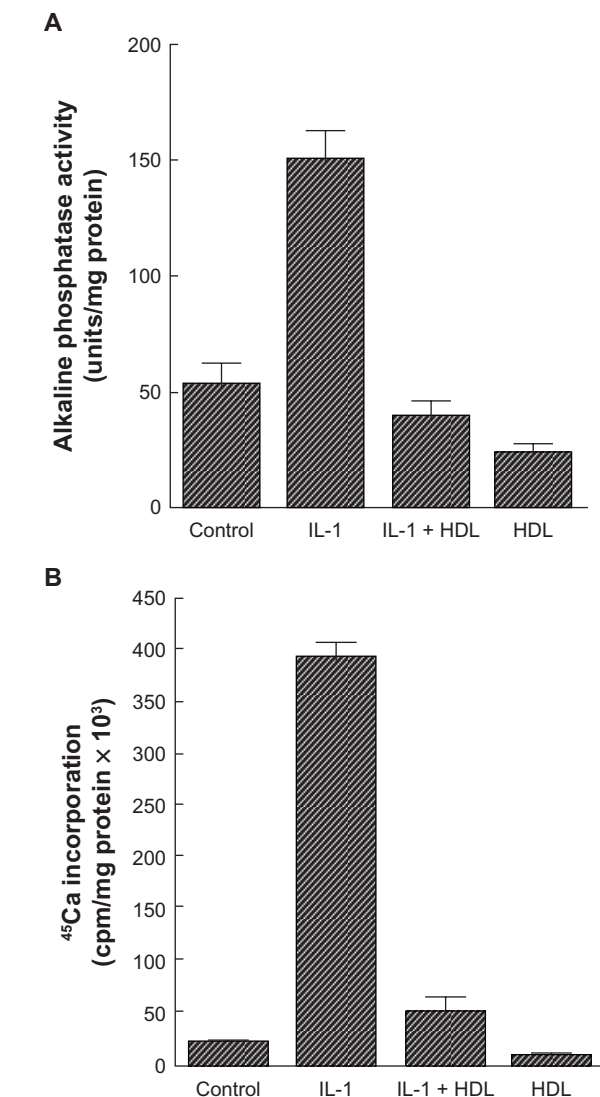 A
Alkaline phosphatase activity
(units/mg protein)
200
150
100
50
0
Control IL-1 IL-1 + HDL HDL
B
⁴⁵Ca incorporation
(cpm/mg protein × 10³)
450
400
350
300
250
200
150
100
50
0
Control IL-1 IL-1 + HDL HDL